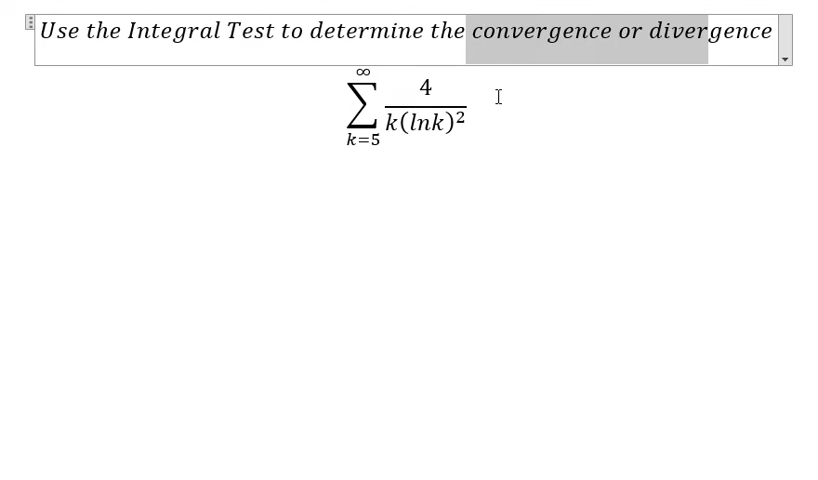 Use the Integral Test to determine the convergence or divergence
∞
∑ 4/(k(lnk)²)
k=5